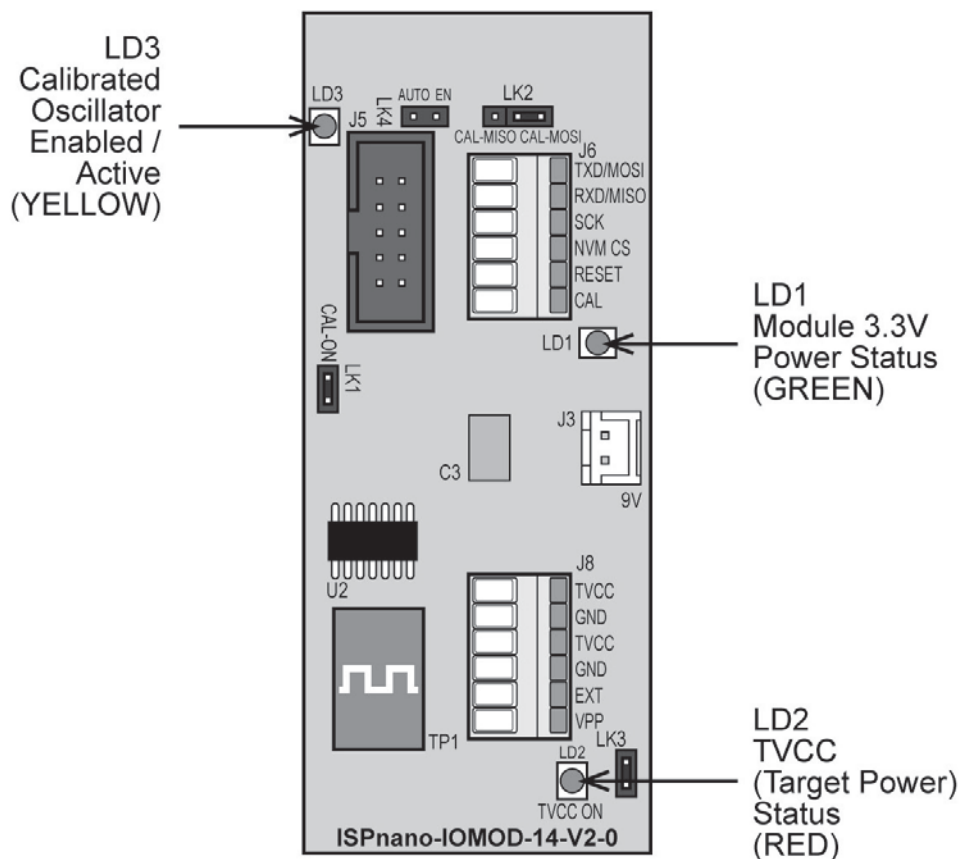 LD3
Calibrated
Oscillator
Enabled /
Active
(YELLOW)
LD3
J5
LK4
AUTO EN
LK2
CAL-MISO CAL-MOSI
J6
TXD/MOSI
RXD/MISO
SCK
NVM CS
RESET
CAL
LD1
LD1
Module 3.3V
Power Status
(GREEN)
CAL-ON
LK1
J3
9V
C3
U2
J8
TVCC
GND
TVCC
GND
EXT
VPP
TP1
LD2
LK3
TVCC ON
LD2
TVCC
(Target Power)
Status
(RED)
ISPnano-IOMOD-14-V2-0